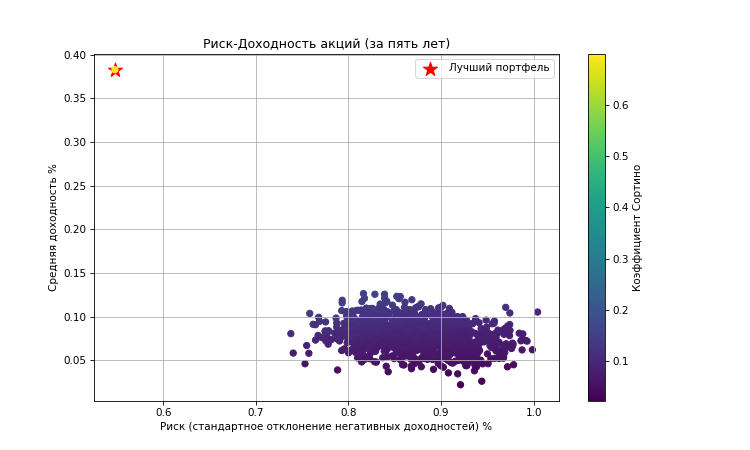 Риск-Доходность акций (за пять лет)
Лучший портфель
0.40
0.35
0.30
0.25
0.20
0.15
0.10
0.05
Средняя доходность %
0.6 0.7 0.8 0.9 1.0
Риск (стандартное отклонение негативных доходностей) %
0.6
0.5
0.4
0.3
0.2
0.1
Коэффициент Сортино